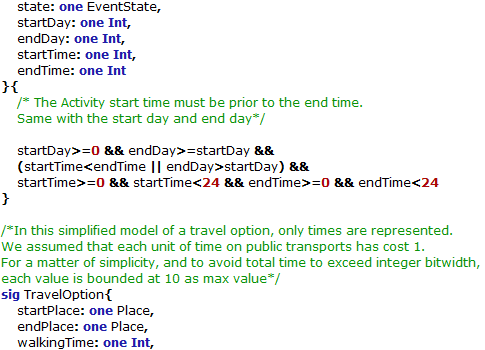 state: one EventState,
startDay: one Int,
endDay: one Int,
startTime: one Int,
endTime: one Int
}{
/* The Activity start time must be prior to the end time.
Same with the start day and end day*/
startDay>=0 && endDay>=startDay &&
(startTime<endTime || endDay>startDay) &&
startTime>=0 && startTime<24 && endTime>=0 && endTime<24
}
/*In this simplified model of a travel option, only times are represented.
We assumed that each unit of time on public transports has cost 1.
For a matter of simplicity, and to avoid total time to exceed integer bitwidth,
each value is bounded at 10 as max value*/
sig TravelOption{
startPlace: one Place,
endPlace: one Place,
walkingTime: one Int,